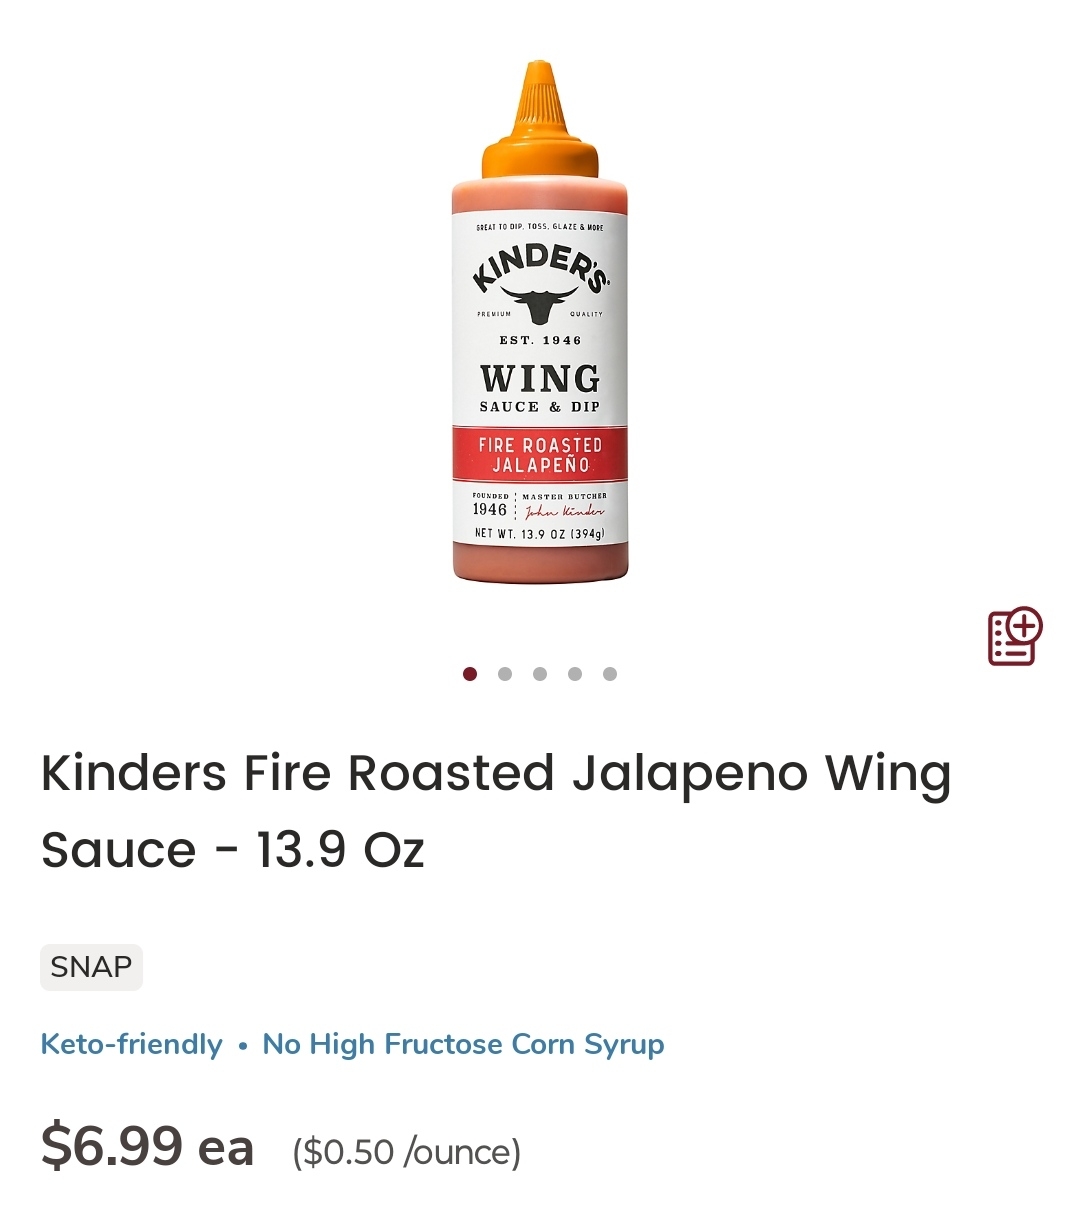 GREAT TO DIP, TOSS, GLAZE & MORE
KINDER'S
PREMIUM QUALITY
EST. 1946
WING
SAUCE & DIP
FIRE ROASTED
JALAPEÑO
FOUNDED MASTER BUTCHER
1946 John Kinder
NET WT. 13.9 OZ (394g)
Kinders Fire Roasted Jalapeno Wing
Sauce - 13.9 Oz
SNAP
Keto-friendly • No High Fructose Corn Syrup
$6.99 ea ($0.50 /ounce)